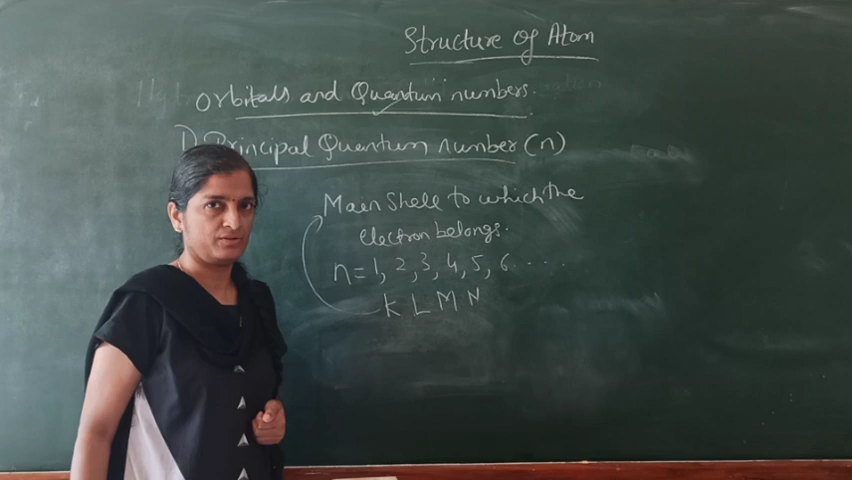 Structure of Atom
Orbitals and Quantum numbers.
1) Principal Quantum number (n)
Main Shell to which the
electron belongs.
n = 1, 2, 3, 4, 5, 6 . . . .
K L M N